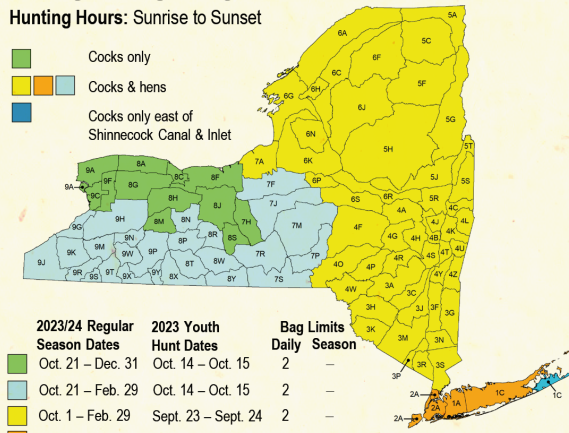 Hunting Hours: Sunrise to Sunset
Cocks only
Cocks & hens
Cocks only east of
Shinnecock Canal & Inlet
5A
6A
5C
6F
6C
5F
6H
6G
6J
5G
6N
5H
5T
7A
6K
9A
8A
8C
8F
9F
9A
8G
7F
6P
5J
5S
9C
8H
8J
7J
6S
6R
5R
4C
9H
8M
8N
7H
7M
4F
4A
4J
4L
9G
9N
8P
8S
4G
4H
4B
4K
9M
9K
9W
9P
8R
7R
7P
4R
4S
4T
4U
9J
8T
8W
4O
4P
4Y
4Z
9R
9S
9T
9X
9Y
8X
8Y
7S
4W
3A
3C
3H
3J
3F
3G
3K
3M
3N
3P
3R
3S
2A
1C
1A
2A
2A
1C
2023/24 Regular 2023 Youth Bag Limits
Season Dates Hunt Dates Daily Season
Oct. 21 – Dec. 31 Oct. 14 – Oct. 15 2 –
Oct. 21 – Feb. 29 Oct. 14 – Oct. 15 2 –
Oct. 1 – Feb. 29 Sept. 23 – Sept. 24 2 –